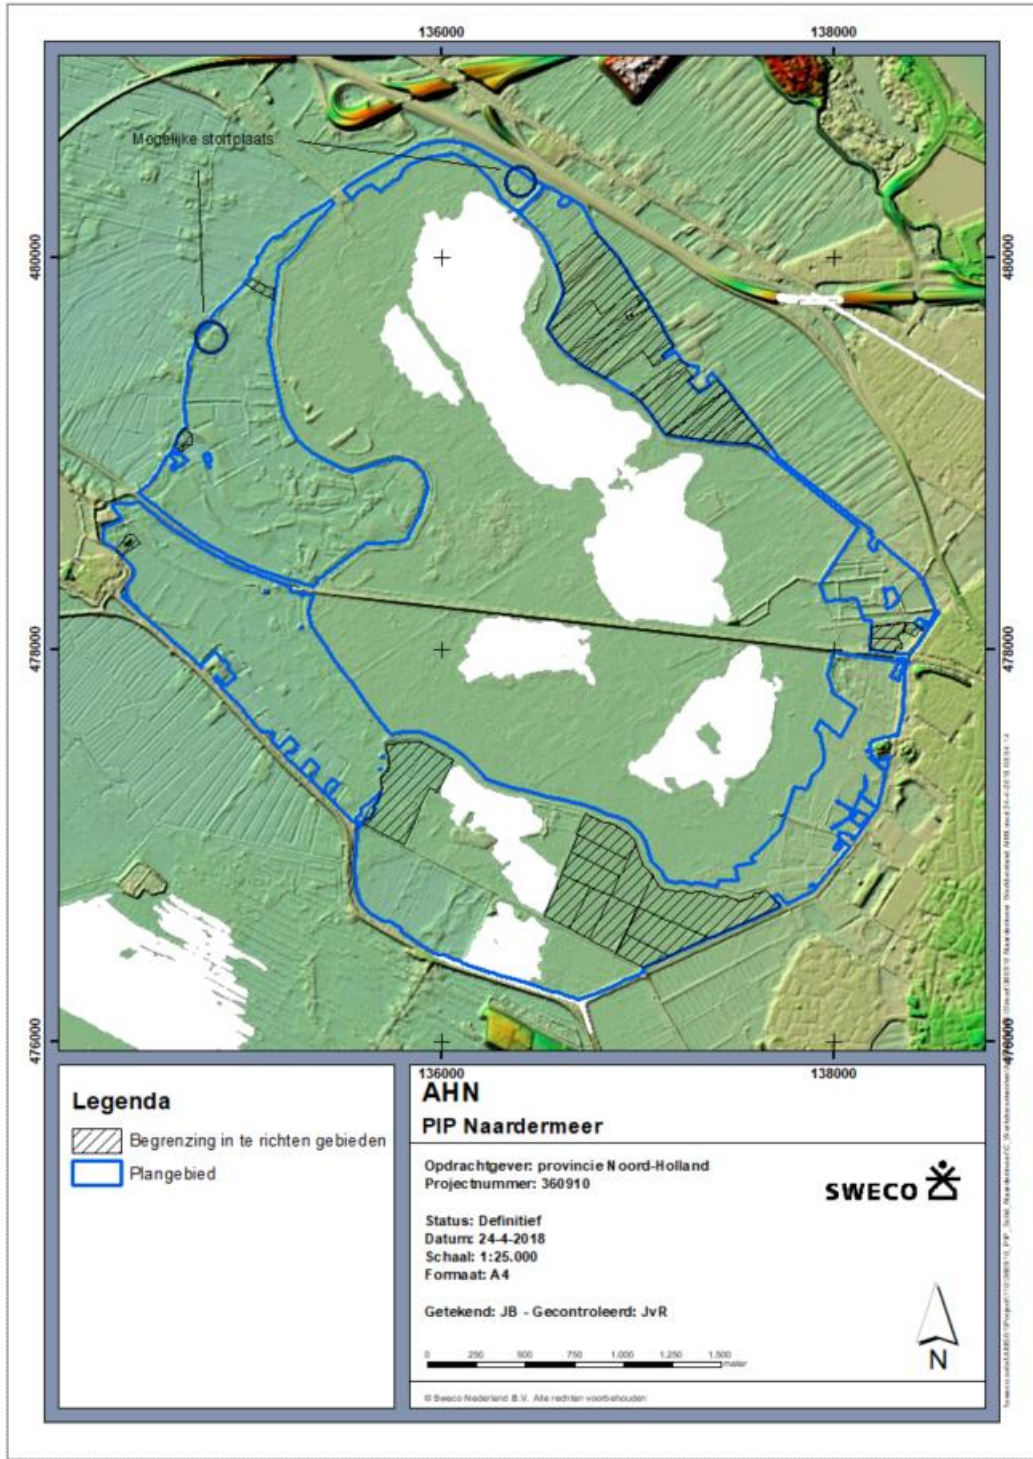 136000
138000
Mogelijke stortplaats
480000
480000
478000
478000
476000
476000
136000
138000
Legenda
Begrenzing in te richten gebieden
Plangebied
AHN
PIP Naardermeer
Opdrachtgever: provincie Noord-Holland
Projectnummer: 360910
SWECO
Status: Definitief
Datum: 24-4-2018
Schaal: 1:25.000
Formaat: A4
Getekend: JB - Gecontroleerd: JvR
0 250 500 750 1.000 1.250 1.500
meter
N
© Sweco Nederland B.V. Alle rechten voorbehouden